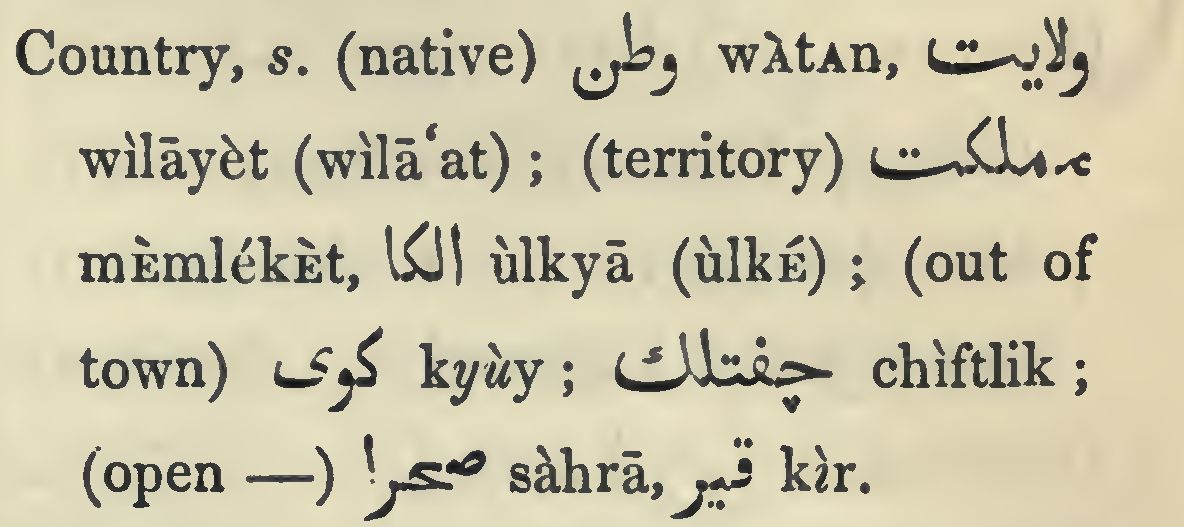 Country, s. (native) وطن wÀtAn, ولايت
wìlāyèt (wìlā‘at) ; (territory) مملكت
mÈmlékÈt, الكا ùlkyā (ùlkÉ) ; (out of
town) كوى kyùy ; چفتلك chìftlik ;
(open —) صحرا sàhrā, قير kìr.